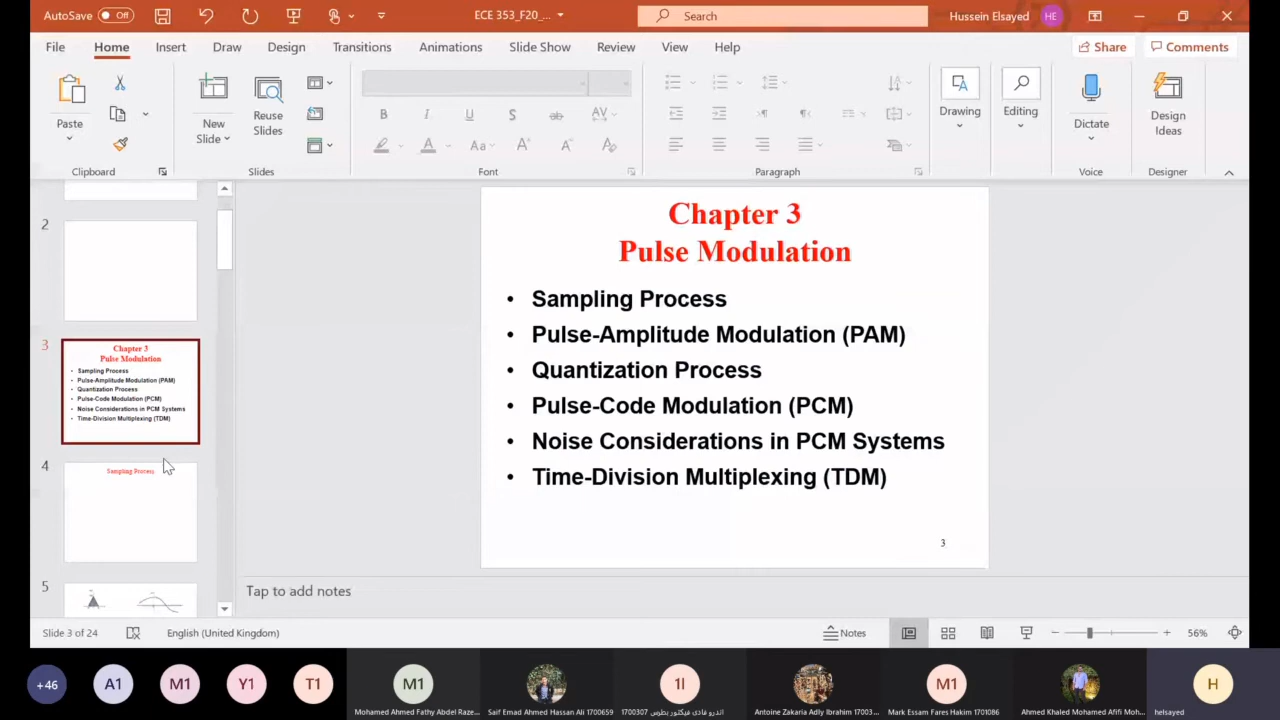 AutoSave Off
ECE 353_F20_...
Search
Hussein Elsayed HE
File Home Insert Draw Design Transitions Animations Slide Show Review View Help
Share Comments
Paste
New Slide
Reuse Slides
B I U S ab AV
Aa A A
Drawing
Editing
Dictate
Design Ideas
Clipboard Slides Font Paragraph Voice Designer
2
3
Chapter 3
Pulse Modulation
• Sampling Process
• Pulse-Amplitude Modulation (PAM)
• Quantization Process
• Pulse-Code Modulation (PCM)
• Noise Considerations in PCM Systems
• Time-Division Multiplexing (TDM)
4
Sampling Process
5
Chapter 3
Pulse Modulation
• Sampling Process
• Pulse-Amplitude Modulation (PAM)
• Quantization Process
• Pulse-Code Modulation (PCM)
• Noise Considerations in PCM Systems
• Time-Division Multiplexing (TDM)
3
Tap to add notes
Slide 3 of 24 English (United Kingdom) Notes 56%
+46 A1 M1 Y1 T1 M1 1ا M1 H
Mohamed Ahmed Fathy Abdel Raze...
Saif Emad Ahmed Hassan Ali 1700659
اندرو فادى فيكتور بطرس 1700307
Antoine Zakaria Adly Ibrahim 17003...
Mark Essam Fares Hakim 1701086
Ahmed Khaled Mohamed Afifi Moh...
helsayed